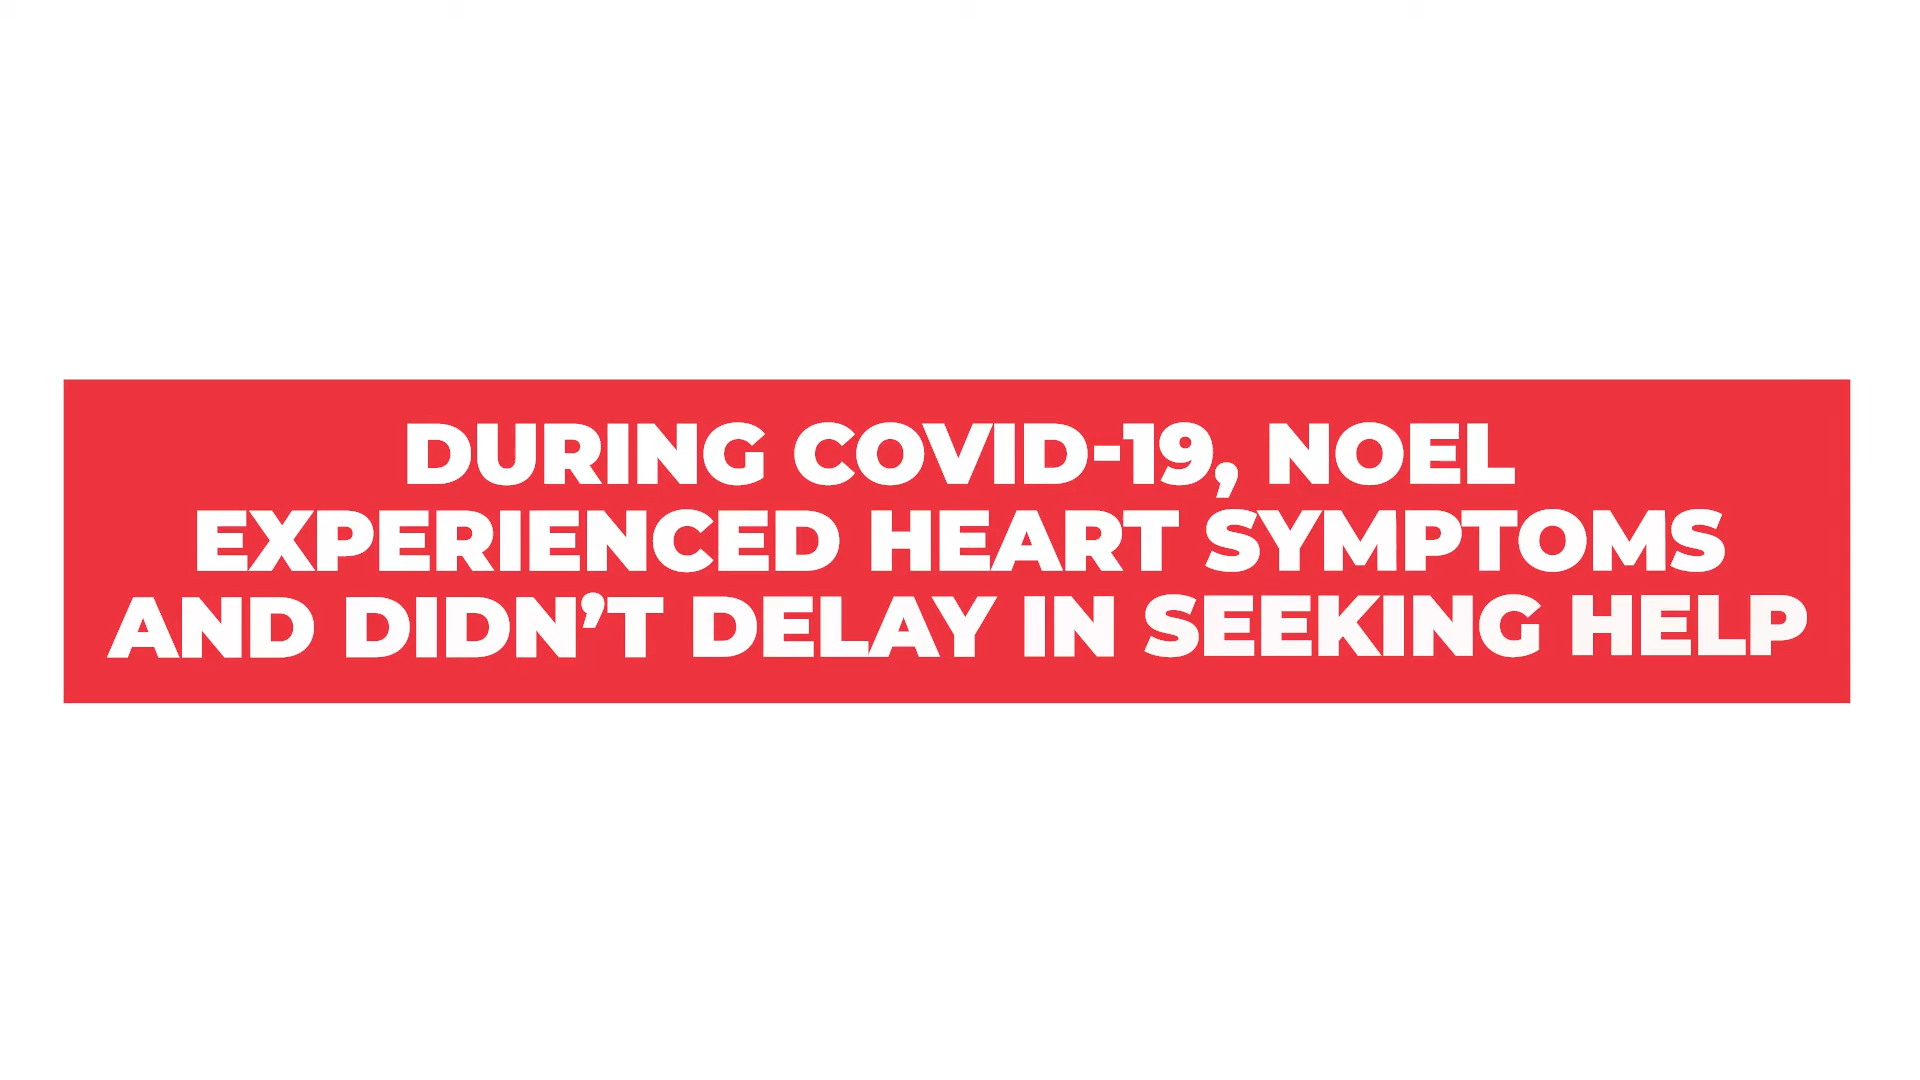 DURING COVID-19, NOEL
EXPERIENCED HEART SYMPTOMS
AND DIDN’T DELAY IN SEEKING HELP